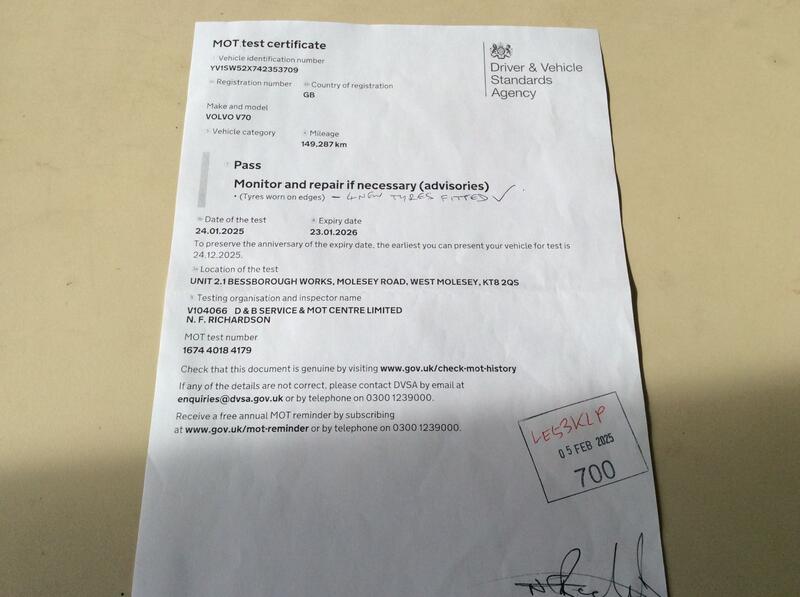 MOT test certificate
Driver & Vehicle
Standards
Agency
Vehicle identification number
YV1SW52X742353709
Registration number Country of registration
GB
Make and model
VOLVO V70
Vehicle category Mileage
149,287 km
Pass
Monitor and repair if necessary (advisories)
• (Tyres worn on edges) - 4 NEW TYRES FITTED ✓
Date of the test Expiry date
24.01.2025 23.01.2026
To preserve the anniversary of the expiry date, the earliest you can present your vehicle for test is
24.12.2025.
Location of the test
UNIT 2.1 BESSBOROUGH WORKS, MOLESEY ROAD, WEST MOLESEY, KT8 2QS
Testing organisation and inspector name
V104066 D & B SERVICE & MOT CENTRE LIMITED
N. F. RICHARDSON
MOT test number
1674 4018 4179
Check that this document is genuine by visiting www.gov.uk/check-mot-history
If any of the details are not correct, please contact DVSA by email at
enquiries@dvsa.gov.uk or by telephone on 0300 1239000.
Receive a free annual MOT reminder by subscribing
at www.gov.uk/mot-reminder or by telephone on 0300 1239000.
LE53KLP
05 FEB 2025
700